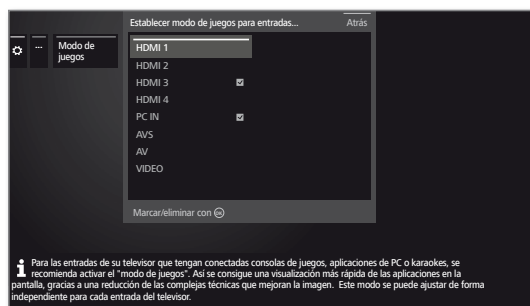 Establecer modo de juegos para entradas...
Atrás
...
Modo de
juegos
HDMI 1
HDMI 2
HDMI 3
HDMI 4
PC IN
AVS
AV
VIDEO
Marcar/eliminar con OK
Para las entradas de su televisor que tengan conectadas consolas de juegos, aplicaciones de PC o karaokes, se
recomienda activar el "modo de juegos". Así se consigue una visualización más rápida de las aplicaciones en la
pantalla, gracias a una reducción de las complejas técnicas que mejoran la imagen. Este modo se puede ajustar de forma
independiente para cada entrada del televisor.